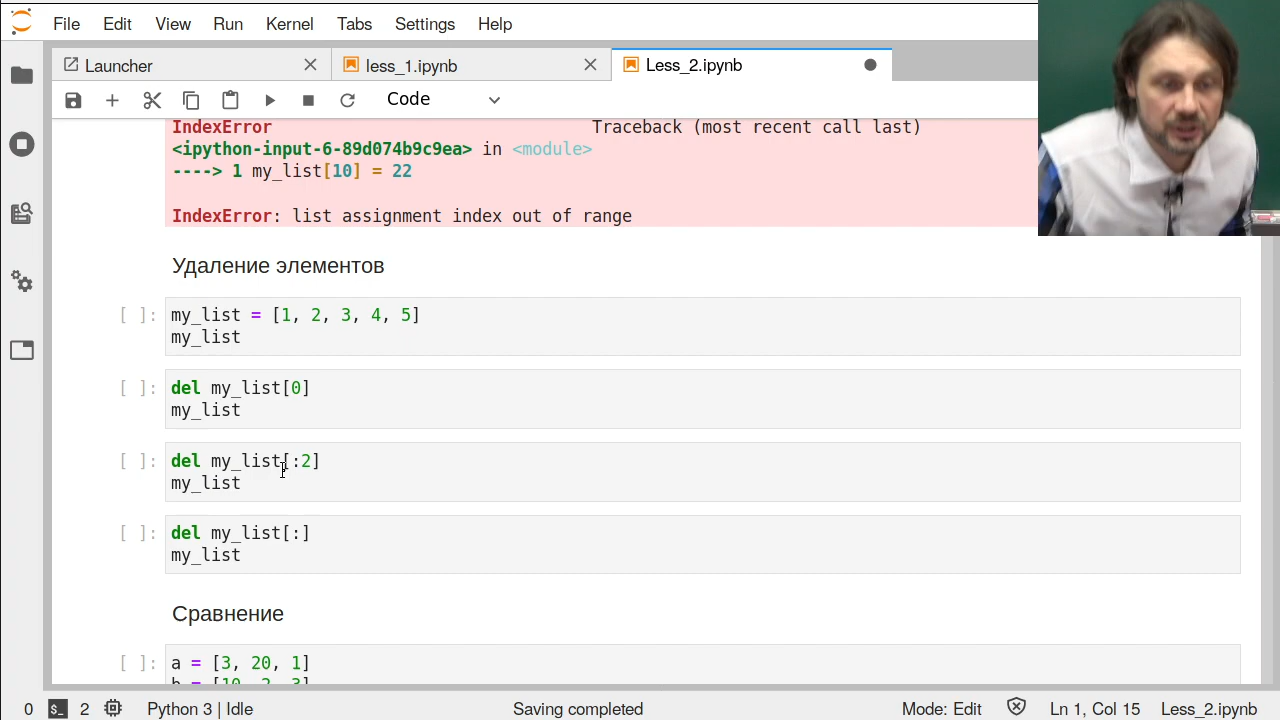 File Edit View Run Kernel Tabs Settings Help
Launcher less_1.ipynb Less_2.ipynb
Code
IndexError Traceback (most recent call last)
<ipython-input-6-89d074b9c9ea> in <module>
----> 1 my_list[10] = 22
IndexError: list assignment index out of range
Удаление элементов
[ ]: my_list = [1, 2, 3, 4, 5]
my_list
[ ]: del my_list[0]
my_list
[ ]: del my_list[:2]
my_list
[ ]: del my_list[:]
my_list
Сравнение
[ ]: a = [3, 20, 1]
b = [10, 2, 3]
0 $_ 2 Python 3 | Idle Saving completed Mode: Edit Ln 1, Col 15 Less_2.ipynb